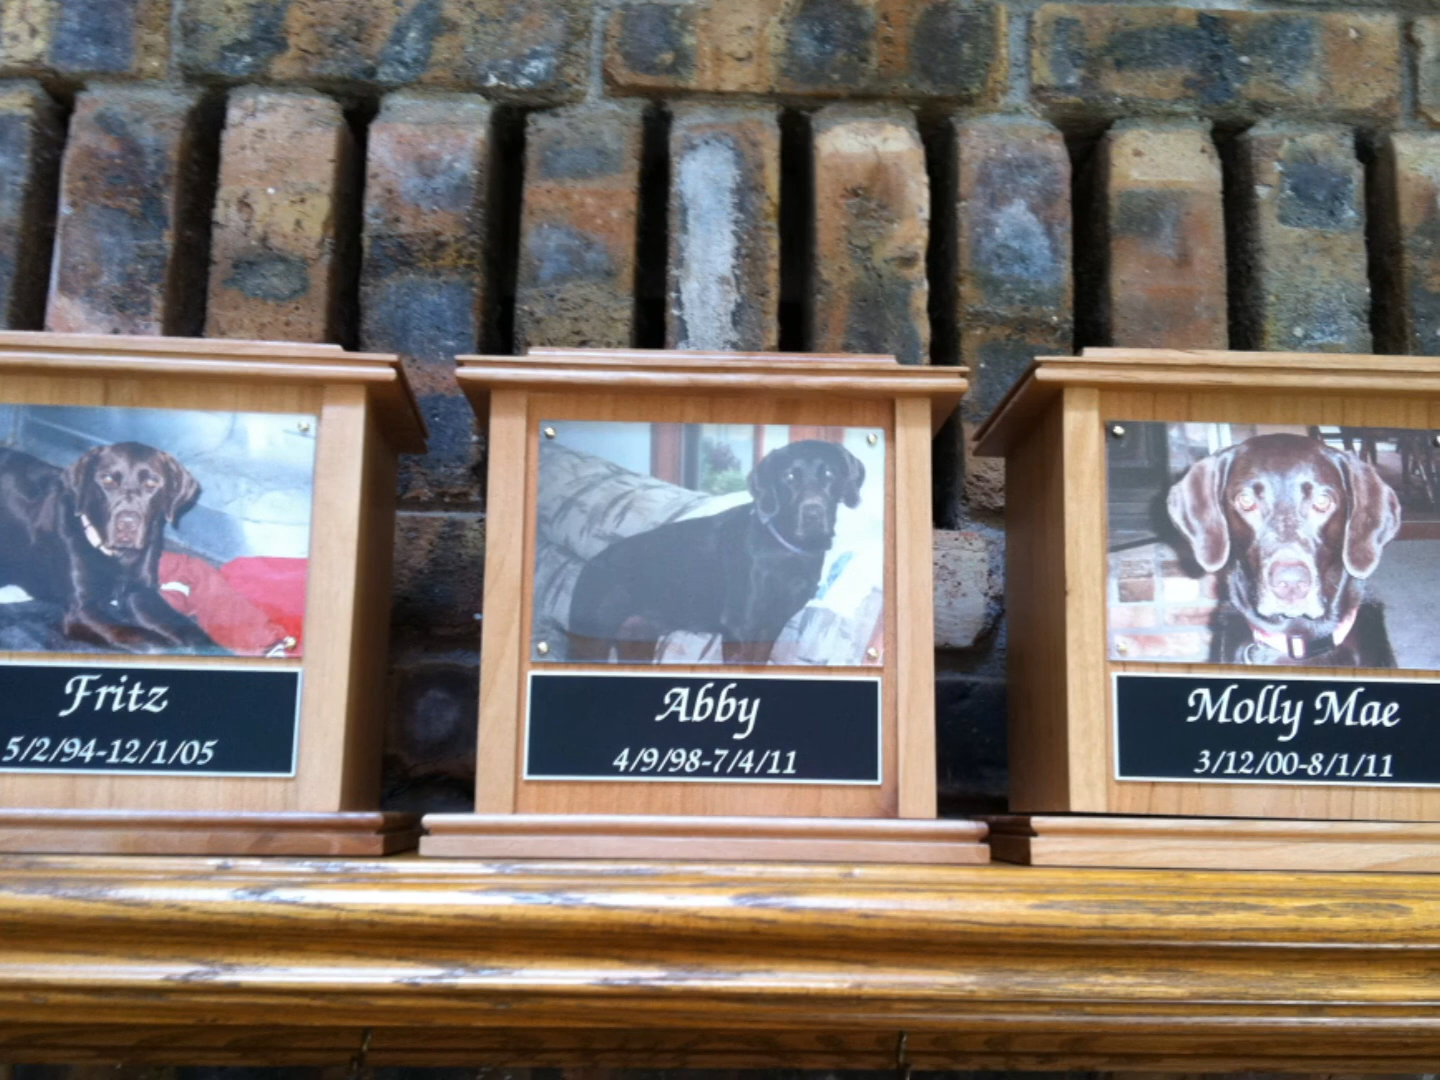 Fritz
5/2/94-12/1/05
Abby
4/9/98-7/4/11
Molly Mae
3/12/00-8/1/11